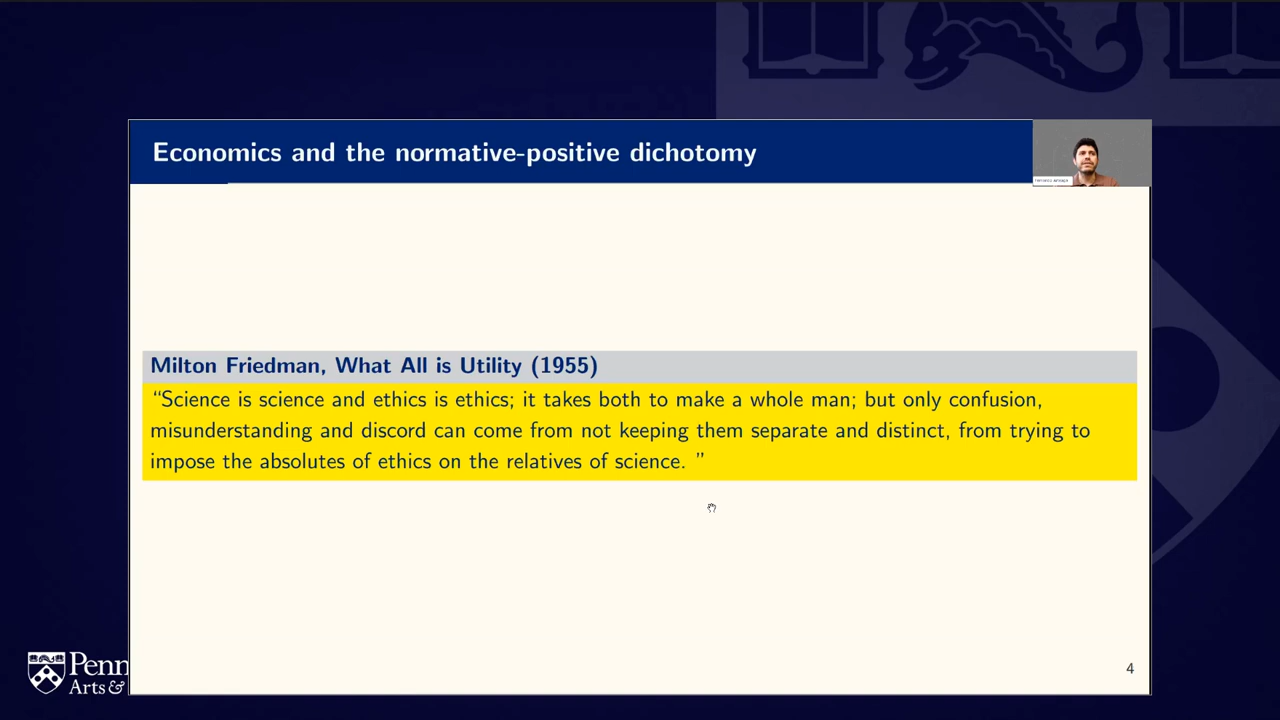 Economics and the normative-positive dichotomy
Milton Friedman, What All is Utility (1955)
“Science is science and ethics is ethics; it takes both to make a whole man; but only confusion,
misunderstanding and discord can come from not keeping them separate and distinct, from trying to
impose the absolutes of ethics on the relatives of science. ”
4
Penn
Arts &